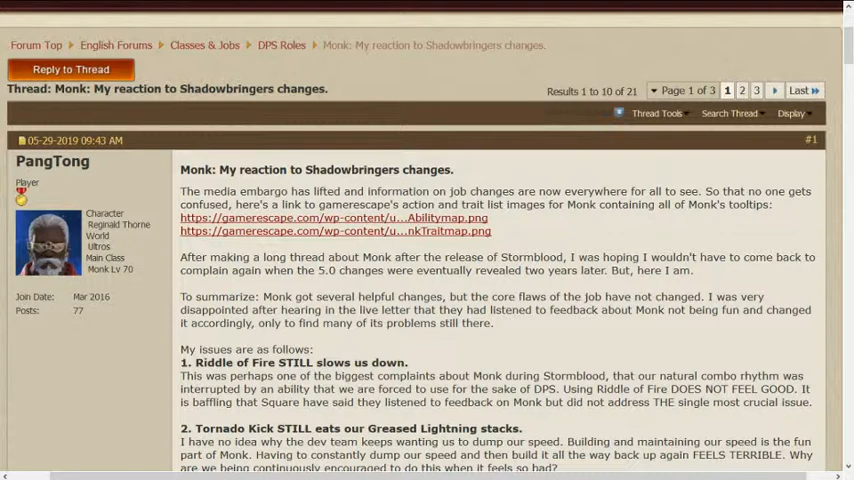 Forum Top English Forums Classes & Jobs DPS Roles Monk: My reaction to Shadowbringers changes.
Reply to Thread
Thread: Monk: My reaction to Shadowbringers changes.
Results 1 to 10 of 21 Page 1 of 3 1 2 3 Last
Thread Tools Search Thread Display
05-29-2019 09:43 AM #1
PangTong
Player
Character
Reginald Thorne
World
Ultros
Main Class
Monk Lv 70
Join Date: Mar 2016
Posts: 77
Monk: My reaction to Shadowbringers changes.
The media embargo has lifted and information on job changes are now everywhere for all to see. So that no one gets
confused, here's a link to gamerescape's action and trait list images for Monk containing all of Monk's tooltips:
https://gamerescape.com/wp-content/u...Abilitymap.png
https://gamerescape.com/wp-content/u...nkTraitmap.png
After making a long thread about Monk after the release of Stormblood, I was hoping I wouldn't have to come back to
complain again when the 5.0 changes were eventually revealed two years later. But, here I am.
To summarize: Monk got several helpful changes, but the core flaws of the job have not changed. I was very
disappointed after hearing in the live letter that they had listened to feedback about Monk not being fun and changed
it accordingly, only to find many of its problems still there.
My issues are as follows:
1. Riddle of Fire STILL slows us down.
This was perhaps one of the biggest complaints about Monk during Stormblood, that our natural combo rhythm was
interrupted by an ability that we are forced to use for the sake of DPS. Using Riddle of Fire DOES NOT FEEL GOOD. It
is baffling that Square have said they listened to feedback on Monk but did not address THE single most crucial issue.
2. Tornado Kick STILL eats our Greased Lightning stacks.
I have no idea why the dev team keeps wanting us to dump our speed. Building and maintaining our speed is the fun
part of Monk. Having to constantly dump our speed and then build it all the way back up again FEELS TERRIBLE. Why
are we being continuously encouraged to do this when it feels so bad?